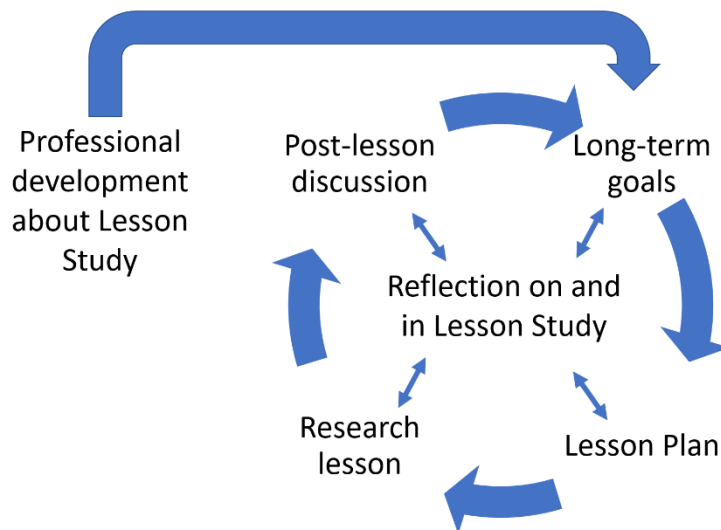 Professional
development
about Lesson
Study
Post-lesson
discussion
Long-term
goals
Reflection on and
in Lesson Study
Research
lesson
Lesson Plan